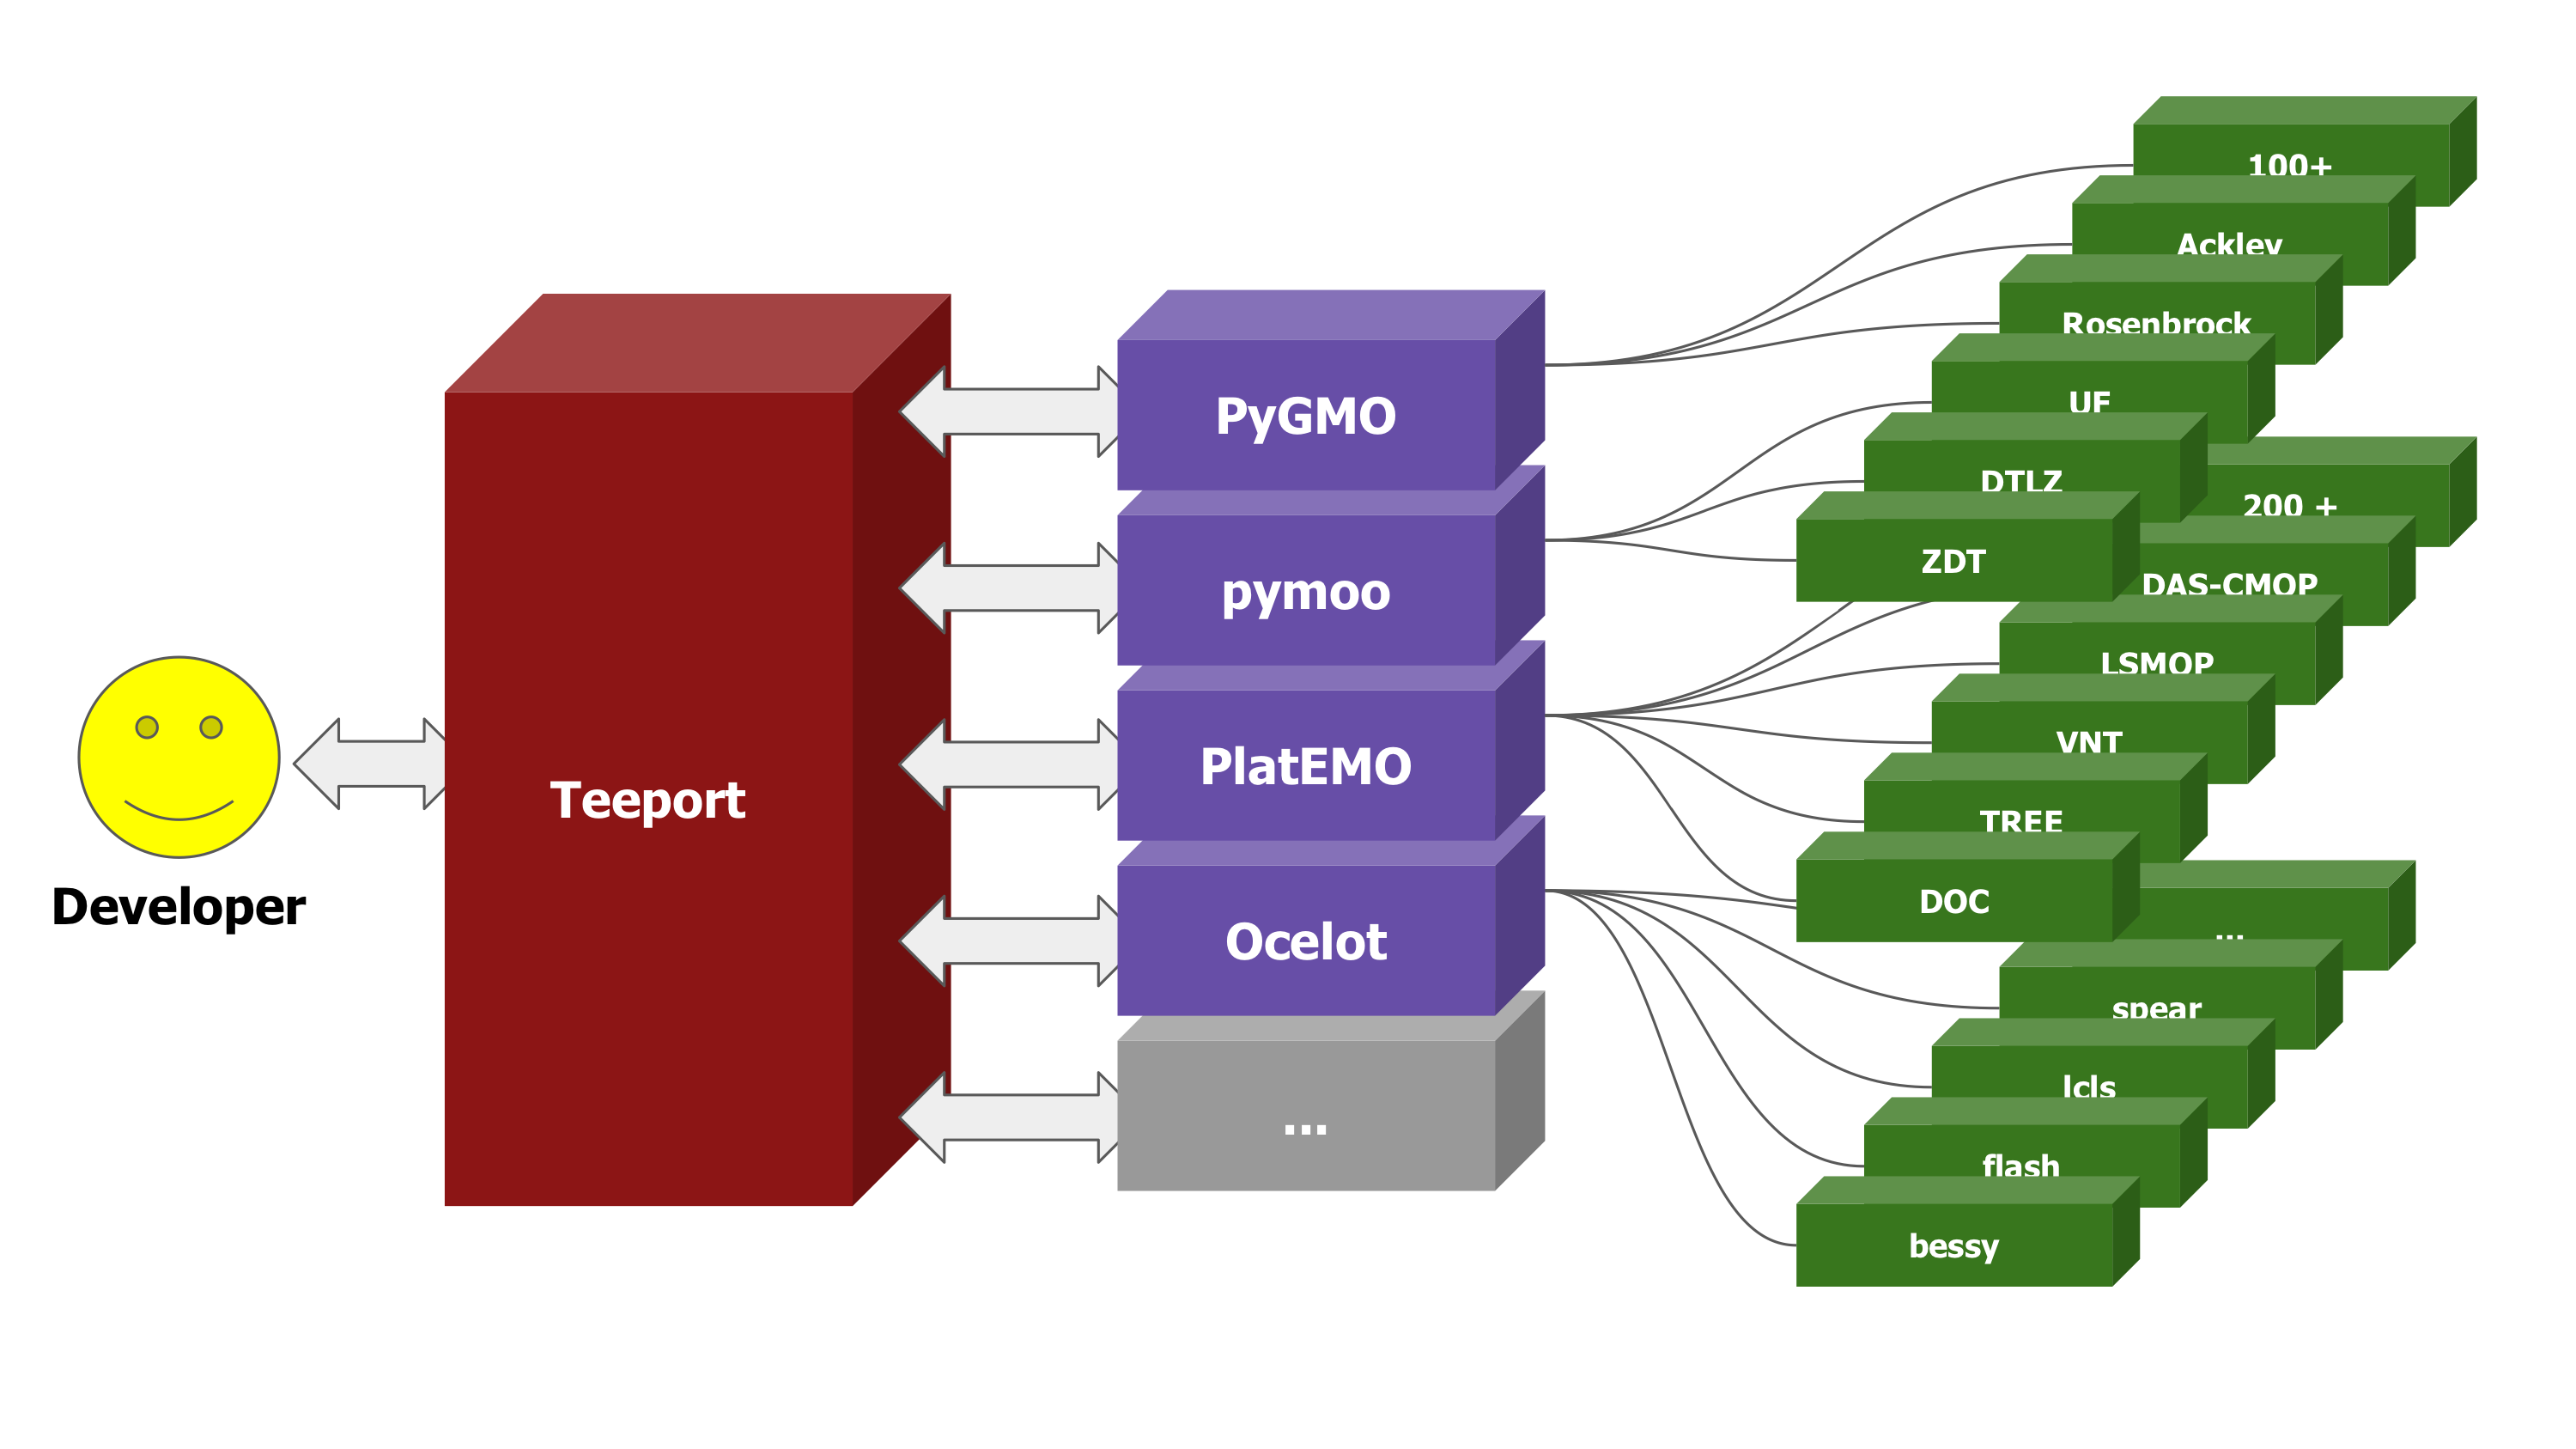 Developer
Teeport
PyGMO
pymoo
PlatEMO
Ocelot
...
100+
Ackley
Rosenbrock
UF
DTLZ
ZDT
200 +
DAS-CMOP
LSMOP
VNT
TREE
DOC
...
spear
lcls
flash
bessy